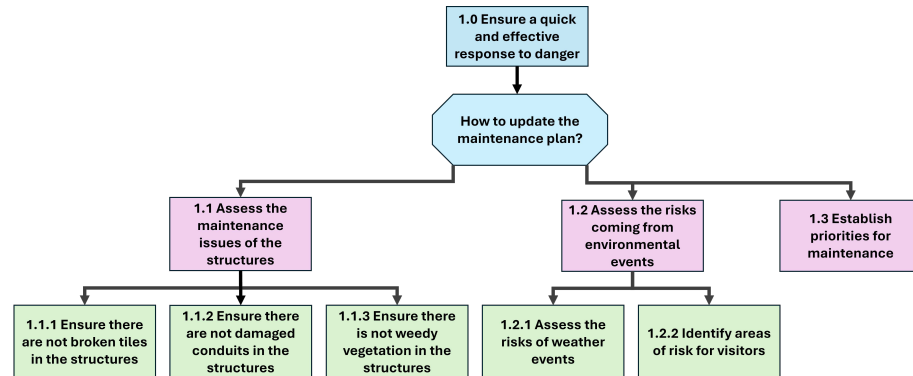 1.0 Ensure a quick
and effective
response to danger
How to update the
maintenance plan?
1.1 Assess the
maintenance
issues of the
structures
1.2 Assess the risks
coming from
environmental
events
1.3 Establish
priorities for
maintenance
1.1.1 Ensure there
are not broken tiles
in the structures
1.1.2 Ensure there
are not damaged
conduits in the
structures
1.1.3 Ensure there
is not weedy
vegetation in the
structures
1.2.1 Assess the
risks of weather
events
1.2.2 Identify areas
of risk for visitors